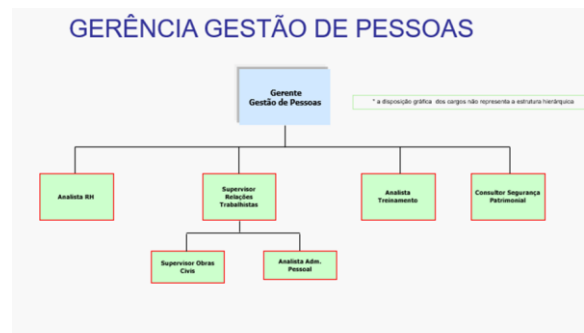 GERÊNCIA GESTÃO DE PESSOAS
Gerente
Gestão de Pessoas
* a disposição gráfica dos cargos não representa a estrutura hierárquica
Analista RH
Supervisor
Relações
Trabalhistas
Analista
Treinamento
Consultor Segurança
Patrimonial
Supervisor Obras
Civis
Analista Adm.
Pessoal